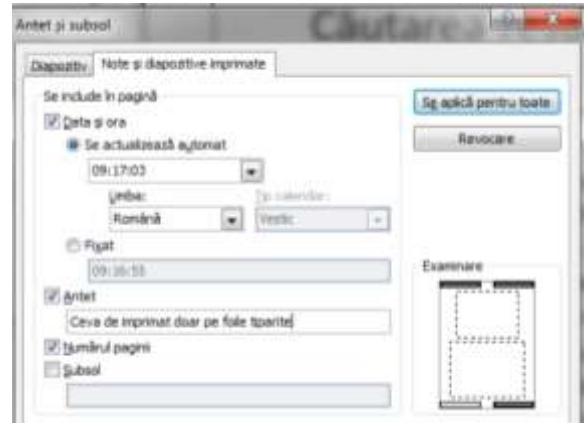 Căutarea
Antet și subsol
Diapozitiv
Note și diapozitive imprimate
Se include în pagină
Data și ora
Se actualizează automat
09:17:03
Limba:
Tip calendar:
Română
Vestic
Fixat
09:16:55
Antet
Ceva de imprimat doar pe foile tiparite
Numărul paginii
Subsol
Se aplică pentru toate
Revocare
Examinare